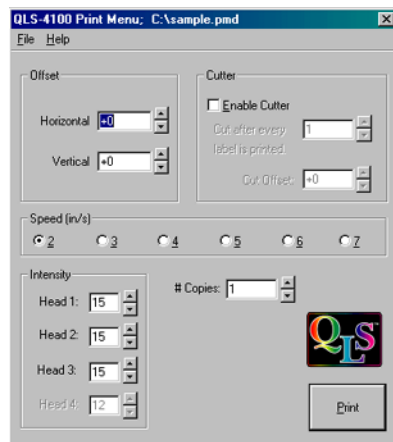 QLS-4100 Print Menu; C:\sample.pmd
File Help
Offset
Horizontal +0
Vertical +0
Cutter
Enable Cutter
Cut after every 1
label is printed.
Cut Offset: +0
Speed (in/s)
2 3 4 5 6 7
Intensity
Head 1: 15
Head 2: 15
Head 3: 15
Head 4: 12
# Copies: 1
QLS
Print